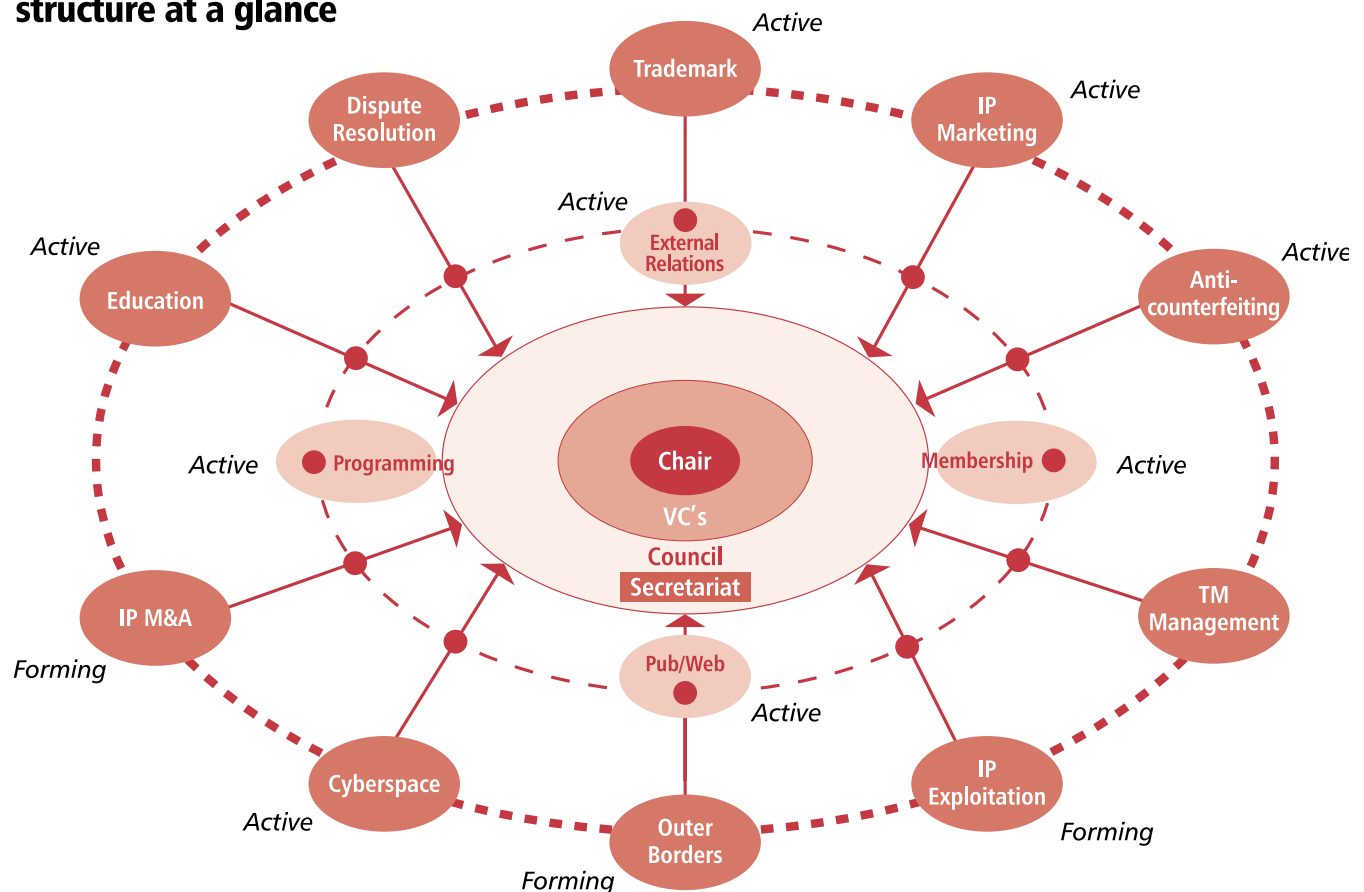 structure at a glance
Active
Trademark
Dispute
Resolution
IP
Marketing
Active
Active
External
Relations
Active
Education
Active
Anti-
counterfeiting
Active
Programming
Chair
VC's
Council
Secretariat
Membership
Active
IP M&A
Forming
TM
Management
Pub/Web
Active
Cyberspace
Active
IP
Exploitation
Forming
Outer
Borders
Forming